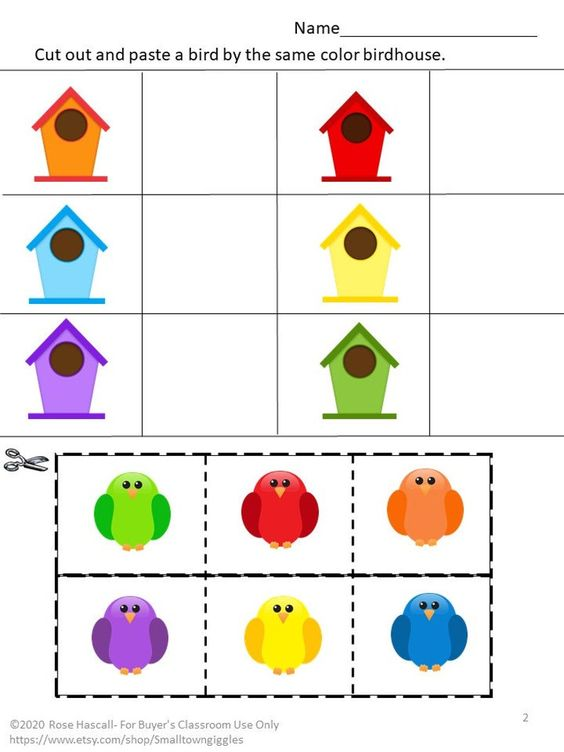 Name____________________
Cut out and paste a bird by the same color birdhouse.
2
©2020 Rose Hascall- For Buyer's Classroom Use Only
https://www.etsy.com/shop/Smalltowngiggles